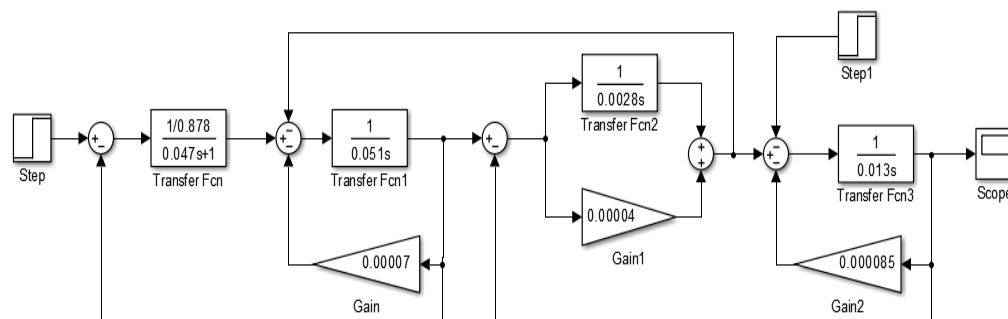 Step
1/0.878
0.047s+1
Transfer Fcn
1
0.051s
Transfer Fcn1
0.00007
Gain
1
0.0028s
Transfer Fcn2
0.00004
Gain1
Step1
1
0.013s
Transfer Fcn3
0.000085
Gain2
Scope